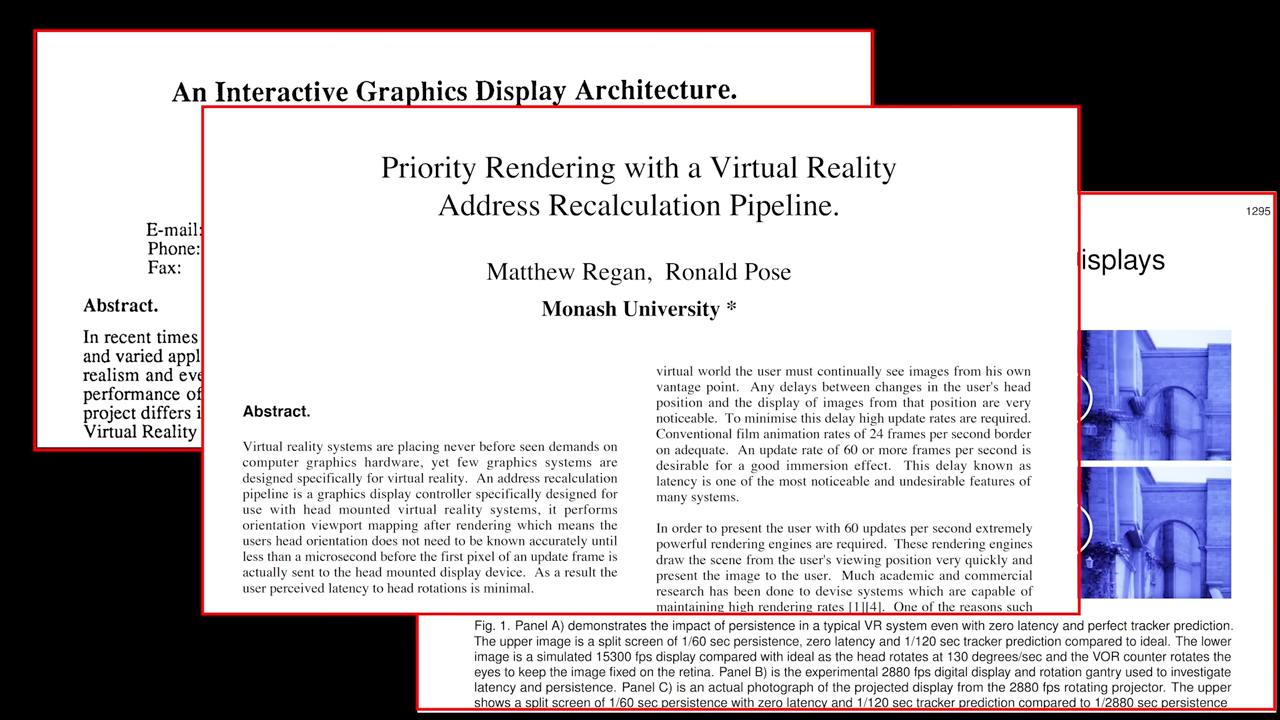 An Interactive Graphics Display Architecture.
E-mail:
Phone:
Fax:
Abstract.
In recent times
and varied appl
realism and eve
performance of
project differs i
Virtual Reality
Priority Rendering with a Virtual Reality
Address Recalculation Pipeline.
Matthew Regan, Ronald Pose
Monash University *
Abstract.
Virtual reality systems are placing never before seen demands on
computer graphics hardware, yet few graphics systems are
designed specifically for virtual reality. An address recalculation
pipeline is a graphics display controller specifically designed for
use with head mounted virtual reality systems, it performs
orientation viewport mapping after rendering which means the
users head orientation does not need to be known accurately until
less than a microsecond before the first pixel of an update frame is
actually sent to the head mounted display device. As a result the
user perceived latency to head rotations is minimal.
virtual world the user must continually see images from his own
vantage point. Any delays between changes in the user's head
position and the display of images from that position are very
noticeable. To minimise this delay high update rates are required.
Conventional film animation rates of 24 frames per second border
on adequate. An update rate of 60 or more frames per second is
desirable for a good immersion effect. This delay known as
latency is one of the most noticeable and undesirable features of
many systems.
In order to present the user with 60 updates per second extremely
powerful rendering engines are required. These rendering engines
draw the scene from the user's viewing position very quickly and
present the image to the user. Much academic and commercial
research has been done to devise systems which are capable of
maintaining high rendering rates [1][4]. One of the reasons such
1295
isplays
Fig. 1. Panel A) demonstrates the impact of persistence in a typical VR system even with zero latency and perfect tracker prediction.
The upper image is a split screen of 1/60 sec persistence, zero latency and 1/120 sec tracker prediction compared to ideal. The lower
image is a simulated 15300 fps display compared with ideal as the head rotates at 130 degrees/sec and the VOR counter rotates the
eyes to keep the image fixed on the retina. Panel B) is the experimental 2880 fps digital display and rotation gantry used to investigate
latency and persistence. Panel C) is an actual photograph of the projected display from the 2880 fps rotating projector. The upper
shows a split screen of 1/60 sec persistence with zero latency and 1/120 sec tracker prediction compared to 1/2880 sec persistence